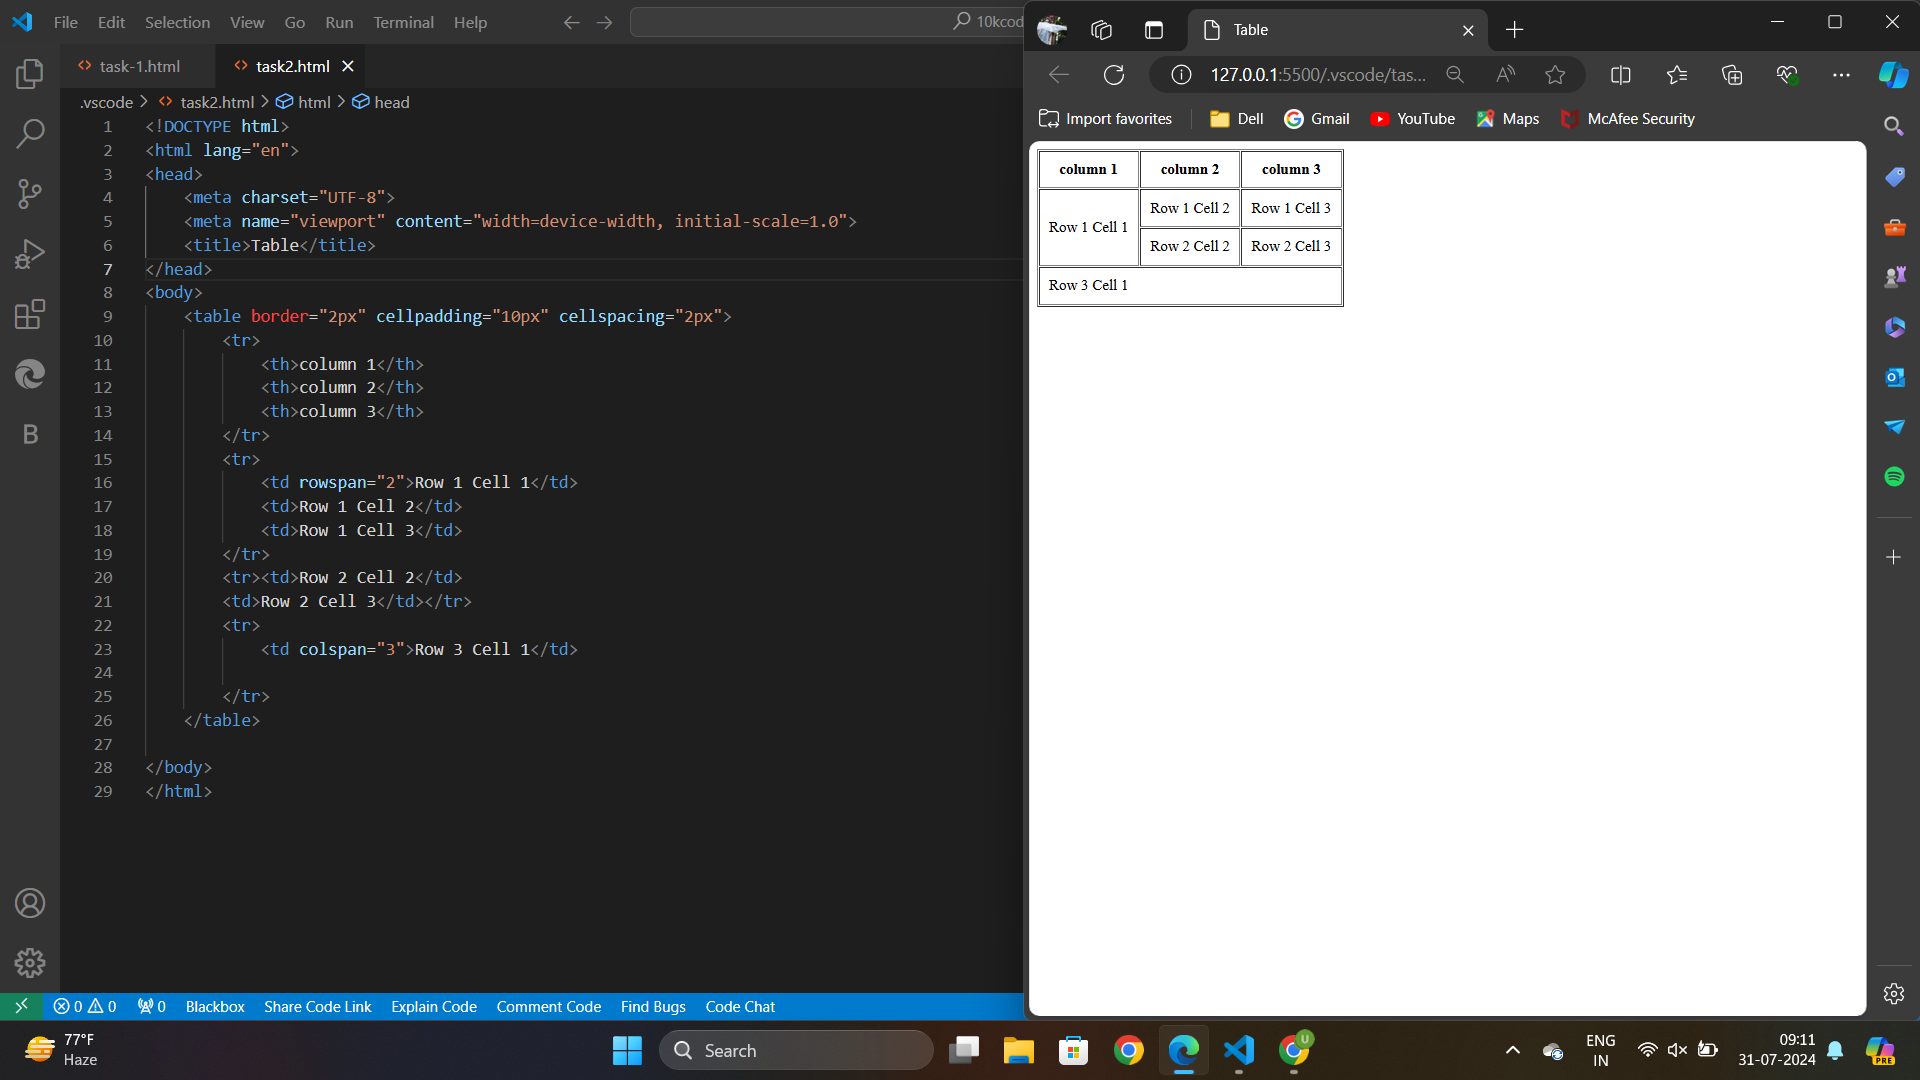 File Edit Selection View Go Run Terminal Help
10kcod
task-1.html
task2.html
.vscode > task2.html > html > head
1 <!DOCTYPE html>
2 <html lang="en">
3 <head>
4 <meta charset="UTF-8">
5 <meta name="viewport" content="width=device-width, initial-scale=1.0">
6 <title>Table</title>
7 </head>
8 <body>
9 <table border="2px" cellpadding="10px" cellspacing="2px">
10 <tr>
11 <th>column 1</th>
12 <th>column 2</th>
13 <th>column 3</th>
14 </tr>
15 <tr>
16 <td rowspan="2">Row 1 Cell 1</td>
17 <td>Row 1 Cell 2</td>
18 <td>Row 1 Cell 3</td>
19 </tr>
20 <tr><td>Row 2 Cell 2</td>
21 <td>Row 2 Cell 3</td></tr>
22 <tr>
23 <td colspan="3">Row 3 Cell 1</td>
24
25 </tr>
26 </table>
27
28 </body>
29 </html>
B
0 0 0 Blackbox Share Code Link Explain Code Comment Code Find Bugs Code Chat
Table
127.0.0.1:5500/.vscode/tas...
Import favorites Dell Gmail YouTube Maps McAfee Security
column 1 column 2 column 3
Row 1 Cell 1 Row 1 Cell 2 Row 1 Cell 3
Row 2 Cell 2 Row 2 Cell 3
Row 3 Cell 1
77°F
Haze
Search
U
ENG
IN
09:11
31-07-2024
PRE